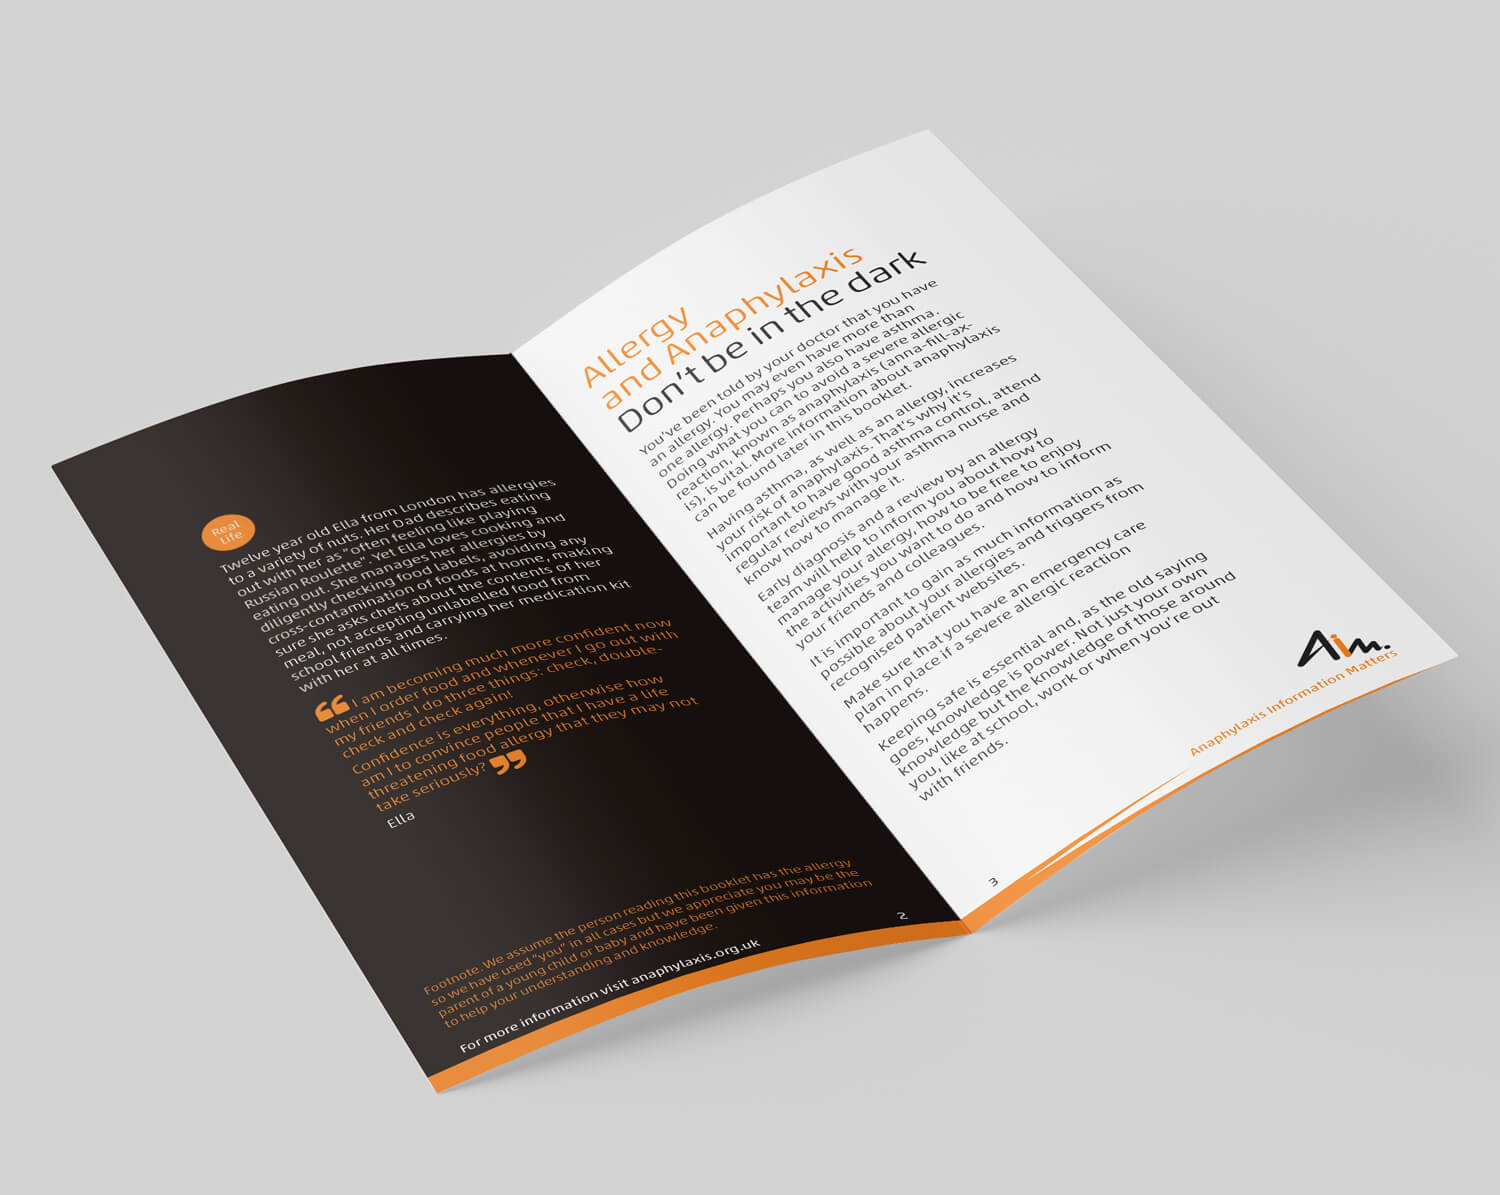 Real
Life
Twelve year old Ella from London has allergies
to a variety of nuts. Her Dad describes eating
out with her as “often feeling like playing
Russian Roulette”. Yet Ella loves cooking and
eating out. She manages her allergies by
diligently checking food labels, avoiding any
cross-contamination of foods at home, making
sure she asks chefs about the contents of her
meal, not accepting unlabelled food from
school friends and carrying her medication kit
with her at all times.
“ I am becoming much more confident now
when I order food and whenever I go out with
my friends I do three things: check, double-
check and check again!
Confidence is everything, otherwise how
am I to convince people that I have a life
threatening food allergy that they may not
take seriously? ”
Ella
Footnote. We assume the person reading this booklet has the allergy
so we have used “you” in all cases but we appreciate you may be the
parent of a young child or baby and have been given this information
to help your understanding and knowledge.
For more information visit anaphylaxis.org.uk
2
Allergy
and Anaphylaxis
Don’t be in the dark
You’ve been told by your doctor that you have
an allergy. You may even have more than
one allergy. Perhaps you also have asthma.
Doing what you can to avoid a severe allergic
reaction, known as anaphylaxis (anna-fill-ax-
is), is vital. More information about anaphylaxis
can be found later in this booklet.
Having asthma, as well as an allergy, increases
your risk of anaphylaxis. That’s why it’s
important to have good asthma control, attend
regular reviews with your asthma nurse and
know how to manage it.
Early diagnosis and a review by an allergy
team will help to inform you about how to
manage your allergy, how to be free to enjoy
the activities you want to do and how to inform
your friends and colleagues.
It is important to gain as much information as
possible about your allergies and triggers from
recognised patient websites.
Make sure that you have an emergency care
plan in place if a severe allergic reaction
happens.
Keeping safe is essential and, as the old saying
goes, knowledge is power. Not just your own
knowledge but the knowledge of those around
you, like at school, work or when you’re out
with friends.
Aim.
Anaphylaxis Information Matters
3